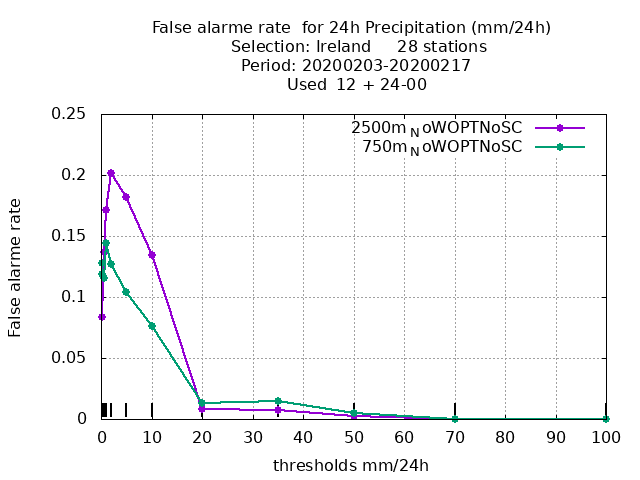 False alarme rate  for 24h Precipitation (mm/24h)
Selection: Ireland     28 stations
Period: 20200203-20200217
Used  12 + 24-00
2500m_NoWOPTNoSC
750m_NoWOPTNoSC
0.25
0.2
0.15
0.1
0.05
0
False alarme rate
0 10 20 30 40 50 60 70 80 90 100
thresholds mm/24h